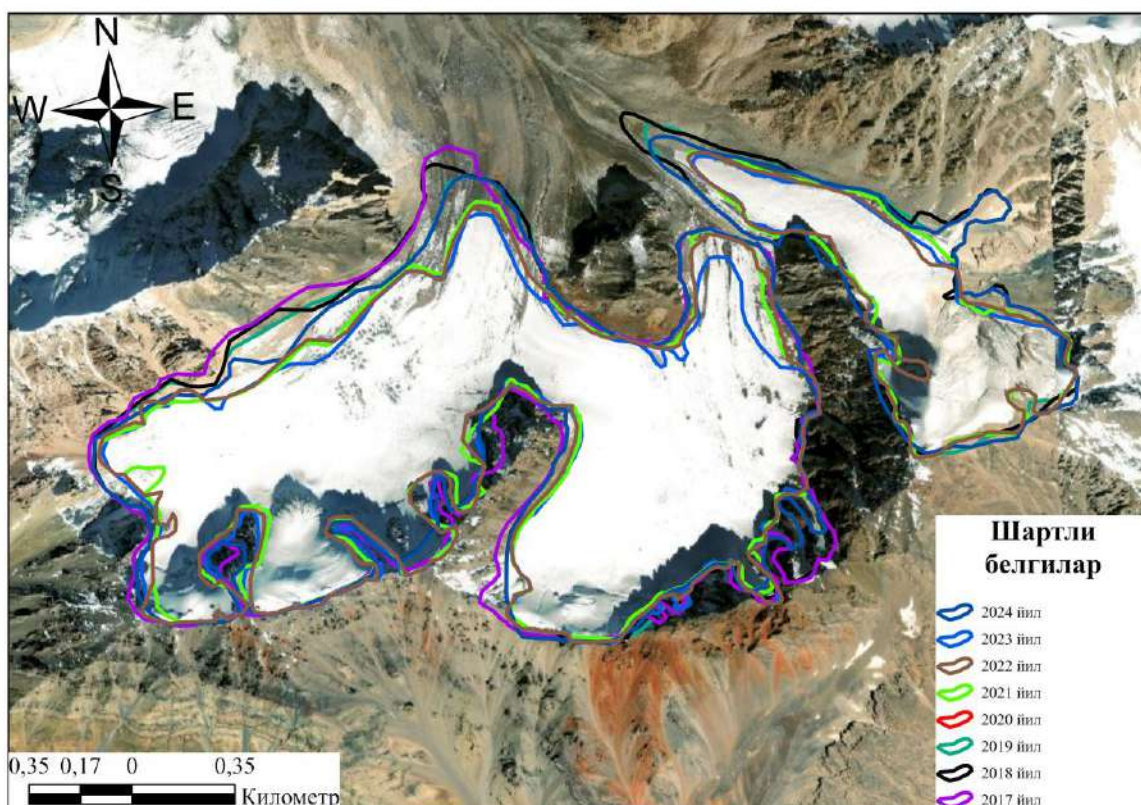 N
W E
S
Шартли
белгилар
2024 йил
2023 йил
2022 йил
2021 йил
2020 йил
2019 йил
2018 йил
2017 йил
0,35 0,17 0 0,35
Километр